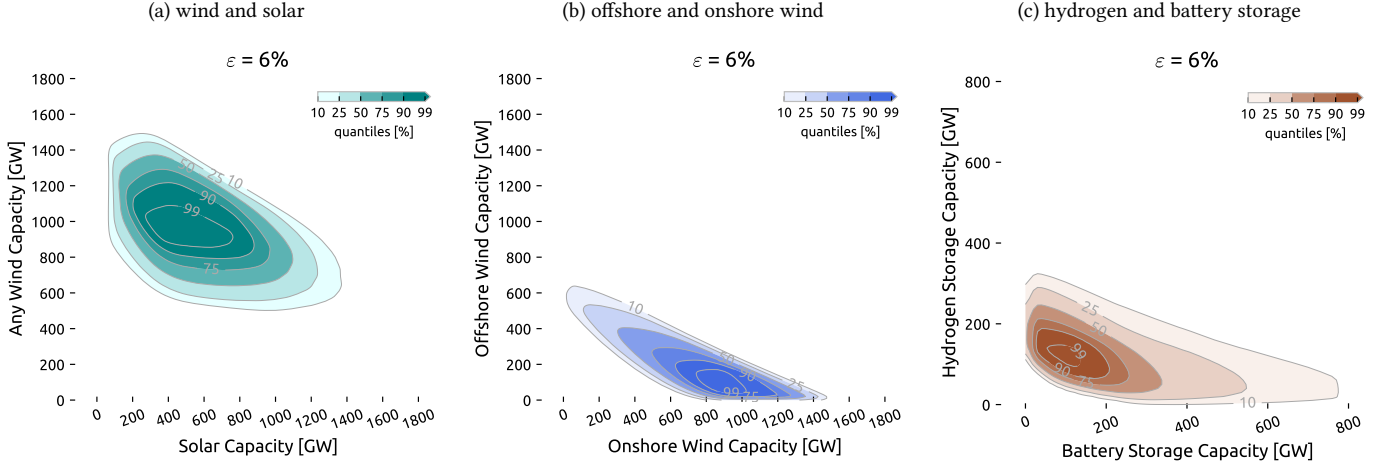 (a) wind and solar
ε = 6%
10 25 50 75 90 99
quantiles [%]
Any Wind Capacity [GW]
1800
1600
1400
1200
1000
800
600
400
200
0
50
25
10
90
99
75
0 200 400 600 800 1000 1200 1400 1600 1800
Solar Capacity [GW]
(b) offshore and onshore wind
ε = 6%
10 25 50 75 90 99
quantiles [%]
Offshore Wind Capacity [GW]
1800
1600
1400
1200
1000
800
600
400
200
0
10
50
90
25
99
75
0 200 400 600 800 1000 1200 1400 1600 1800
Onshore Wind Capacity [GW]
(c) hydrogen and battery storage
ε = 6%
10 25 50 75 90 99
quantiles [%]
Hydrogen Storage Capacity [GW]
800
600
400
200
0
25
50
99
90
75
10
0 200 400 600 800
Battery Storage Capacity [GW]